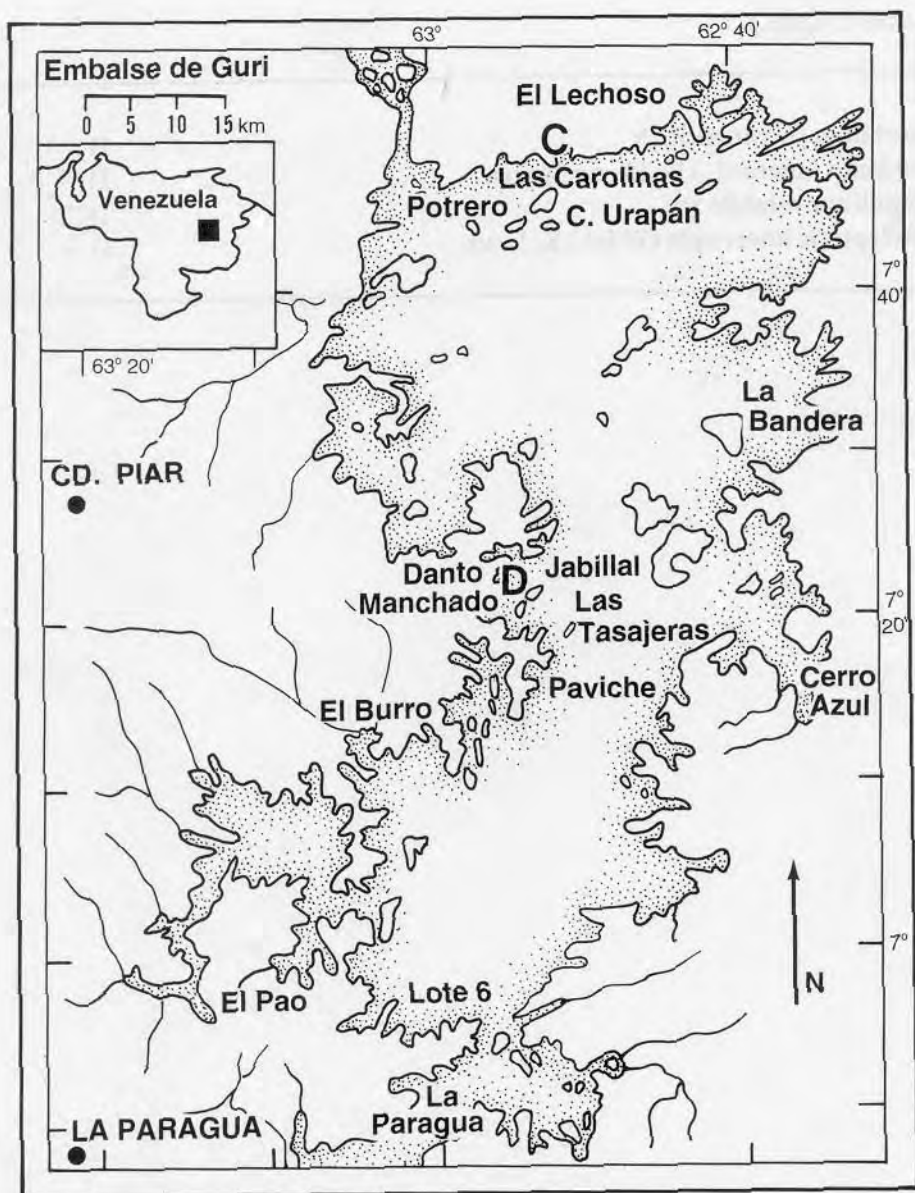 63°
62° 40'
Embalse de Guri
0 5 10 15 km
El Lechoso
C
Las Carolinas
Potrero
C. Urapán
Venezuela
7°
40'
63° 20'
La
Bandera
CD. PIAR
Danto
Manchado
D
Jabillal
Las
Tasajeras
7°
20'
Paviche
Cerro
Azul
El Burro
7°
N
El Pao
Lote 6
La
Paragua
LA PARAGUA